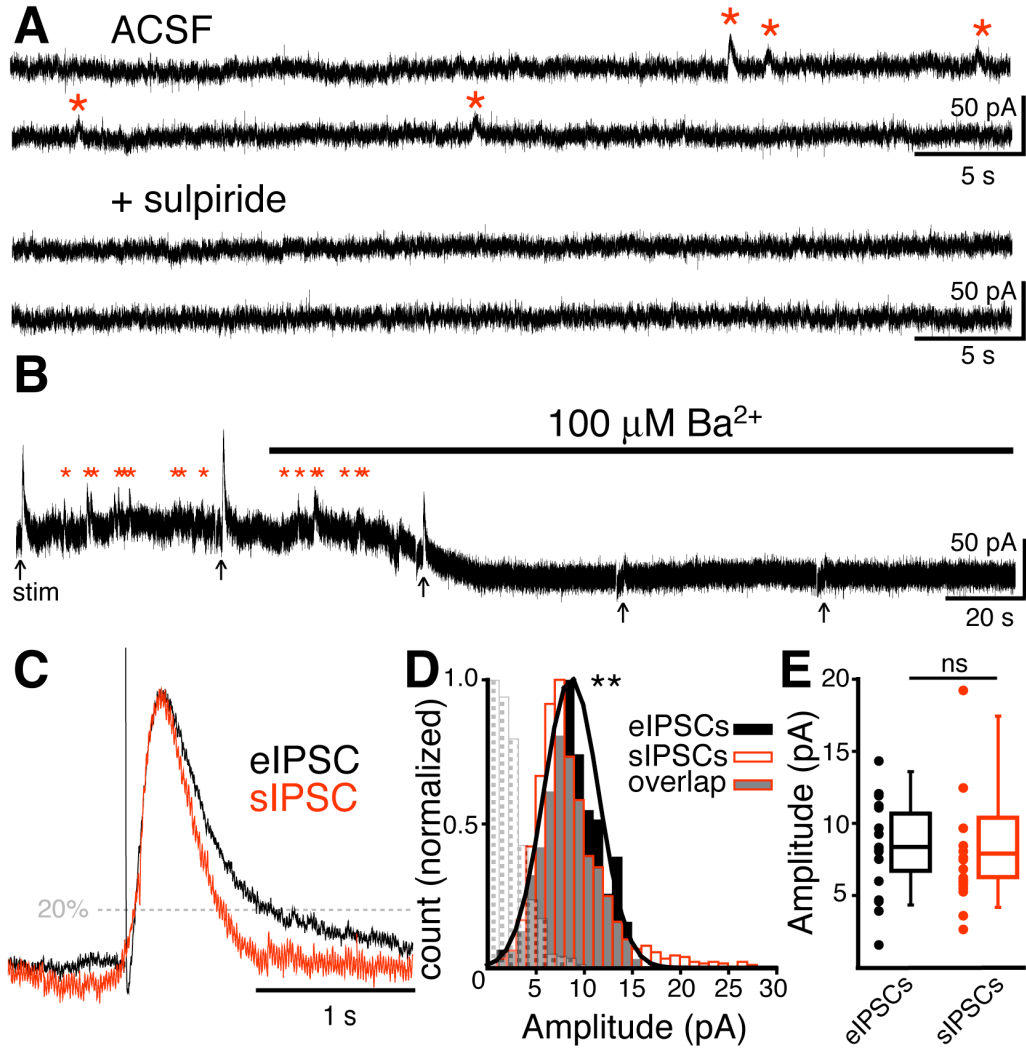 A ACSF
* * *
* *
50 pA
5 s
+ sulpiride
50 pA
5 s
B
100 μM Ba²⁺
* ** *** ** * * * ** * **
50 pA
stim
20 s
C
eIPSC
sIPSC
20%
1 s
D
1.0
**
eIPSCs
sIPSCs
overlap
0.5
0
5 10 15 20 25 30
count (normalized)
Amplitude (pA)
E
ns
20
15
10
5
Amplitude (pA)
eIPSCs sIPSCs